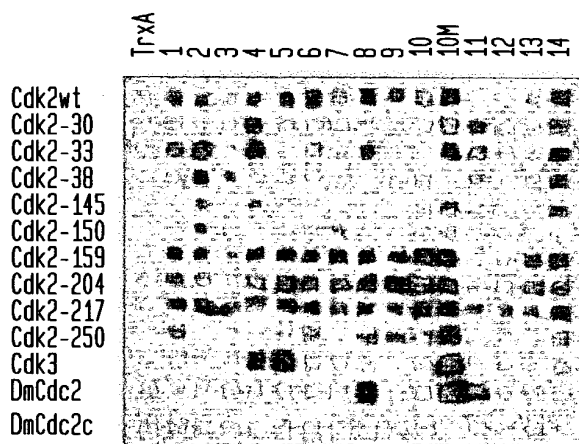 TrxA 1 2 3 4 5 6 7 8 9 10 10M 11 12 13 14
Cdk2wt
Cdk2-30
Cdk2-33
Cdk2-38
Cdk2-145
Cdk2-150
Cdk2-159
Cdk2-204
Cdk2-217
Cdk2-250
Cdk3
DmCdc2
DmCdc2c